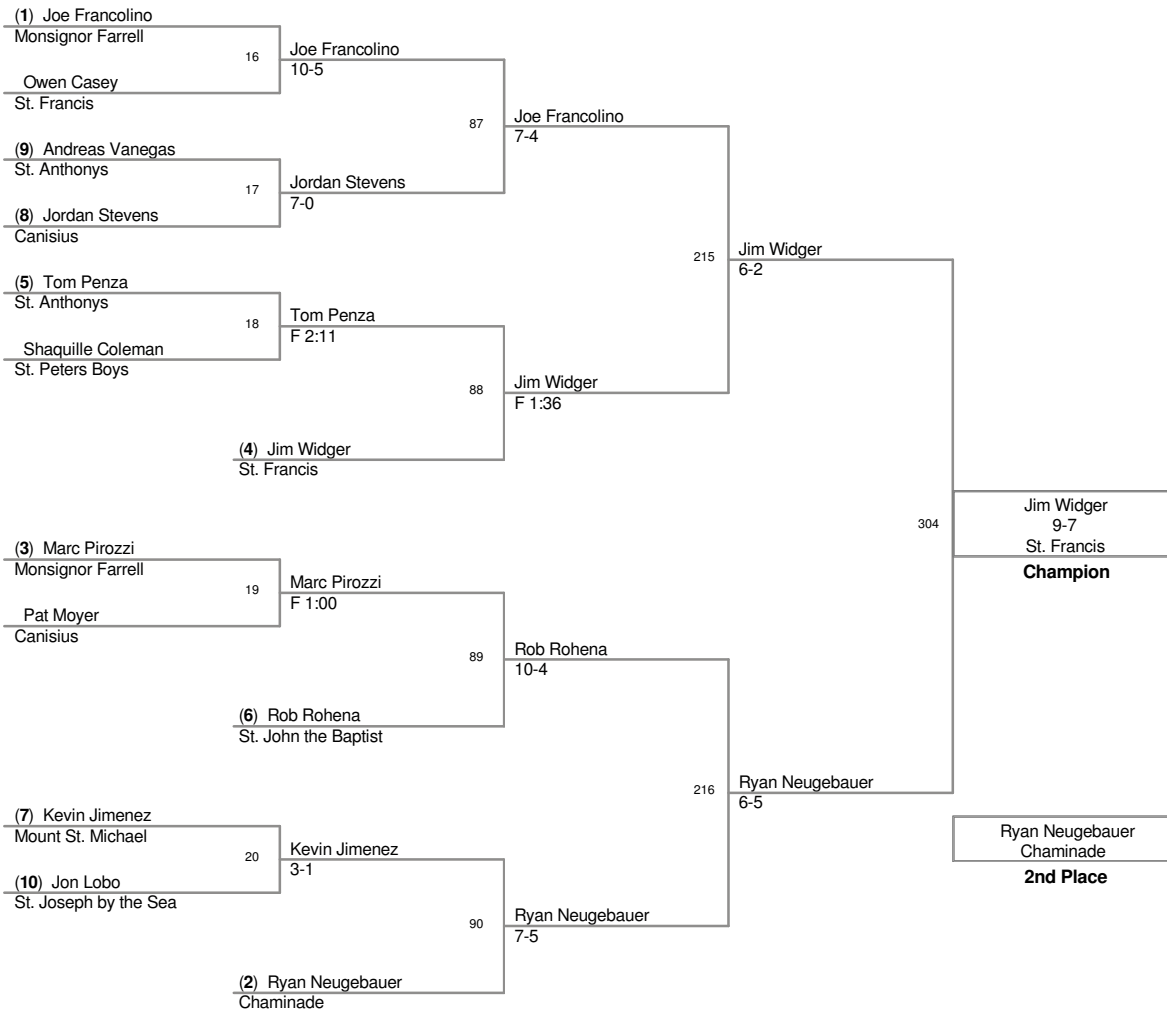 (1) Joe Francolino
Monsignor Farrell
16
Joe Francolino
10-5
Owen Casey
St. Francis
87
Joe Francolino
7-4
(9) Andreas Vanegas
St. Anthonys
17
Jordan Stevens
7-0
(8) Jordan Stevens
Canisius
215
Jim Widger
6-2
(5) Tom Penza
St. Anthonys
18
Tom Penza
F 2:11
Shaquille Coleman
St. Peters Boys
88
Jim Widger
F 1:36
(4) Jim Widger
St. Francis
304
Jim Widger
9-7
St. Francis
Champion
(3) Marc Pirozzi
Monsignor Farrell
19
Marc Pirozzi
F 1:00
Pat Moyer
Canisius
89
Rob Rohena
10-4
(6) Rob Rohena
St. John the Baptist
216
Ryan Neugebauer
6-5
(7) Kevin Jimenez
Mount St. Michael
20
Kevin Jimenez
3-1
(10) Jon Lobo
St. Joseph by the Sea
90
Ryan Neugebauer
7-5
(2) Ryan Neugebauer
Chaminade
Ryan Neugebauer
Chaminade
2nd Place